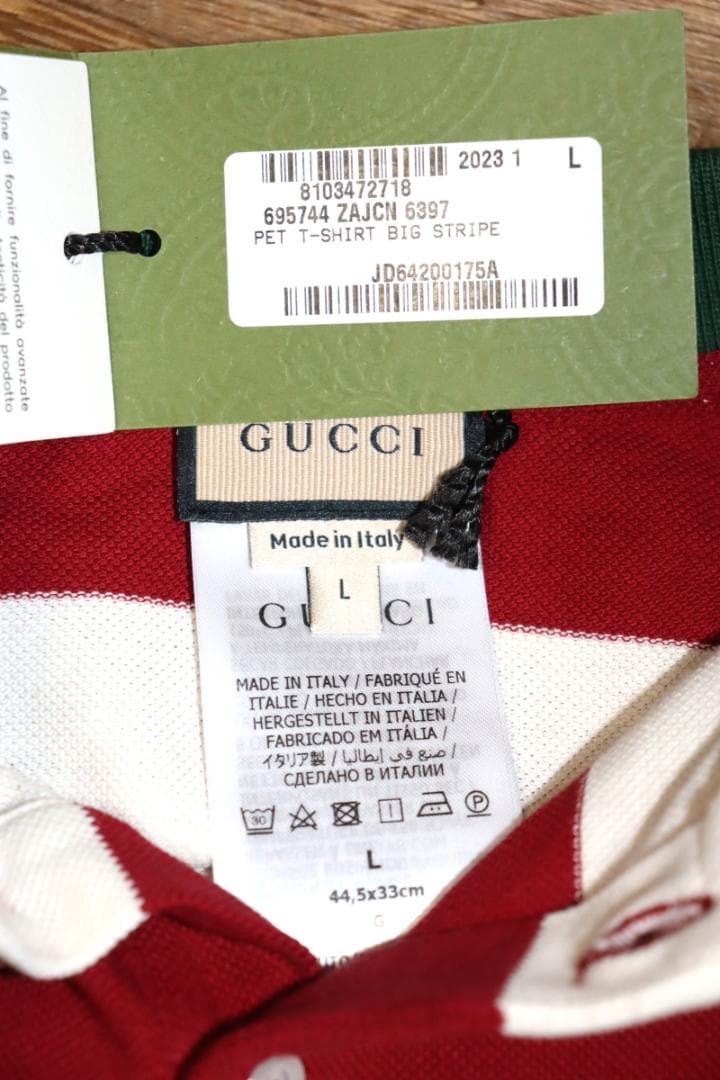 Al fine di fornire funzionalità avanzate
del prodotto
2023 1 L
8103472718
695744 ZAJCN 6397
PET T-SHIRT BIG STRIPE
JD64200175A
GUCCI
Made in Italy
L
GUCCI
MADE IN ITALY / FABRIQUÉ EN
ITALIE / HECHO EN ITALIA /
HERGESTELLT IN ITALIEN /
FABRICADO EM ITÁLIA /
イタリア製 / صنع في إيطاليا /
СДЕЛАНО В ИТАЛИИ
30 P
L
44,5x33cm
G